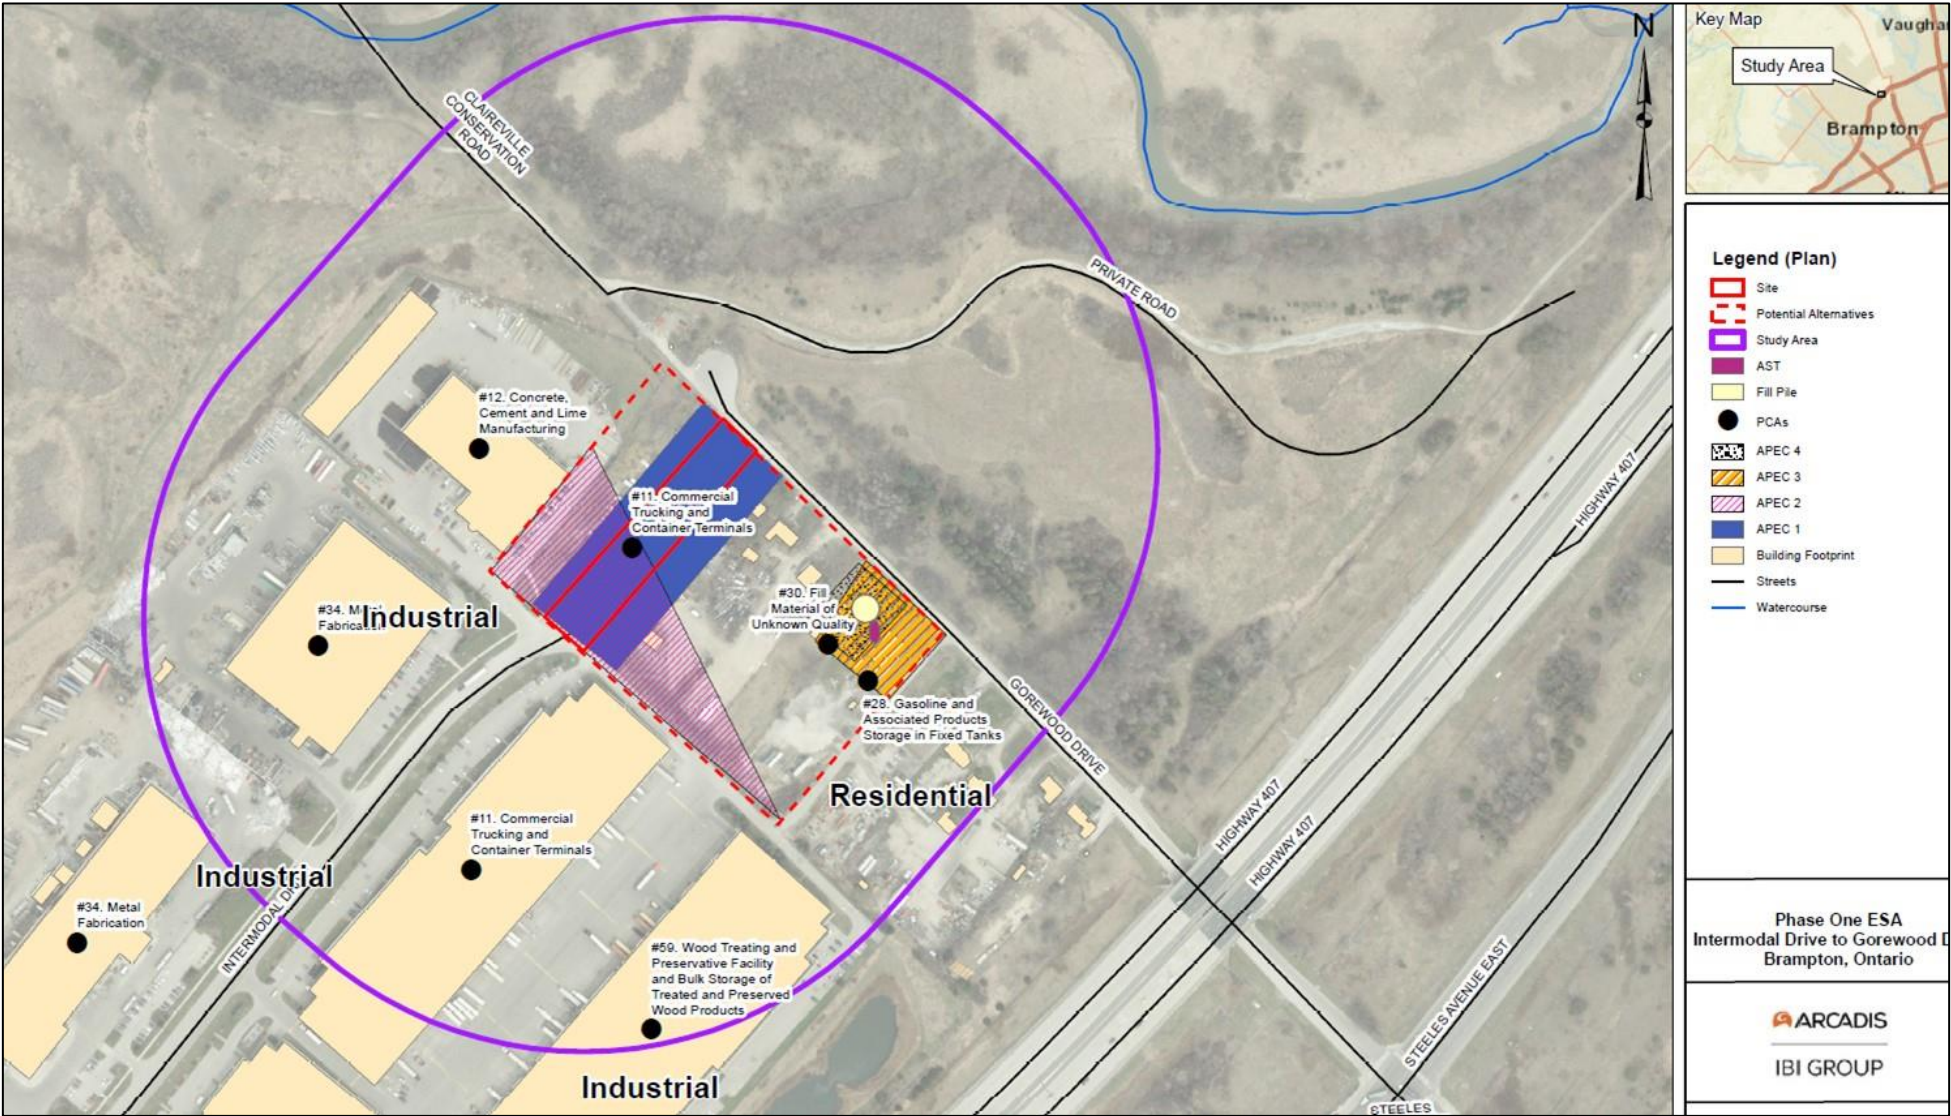 CLAIREVILLE
CONSERVATION
ROAD
PRIVATE ROAD
#12. Concrete,
Cement and Lime
Manufacturing
#11. Commercial
Trucking and
Container Terminals
#34. Metal
Fabrication
Industrial
#30. Fill
Material of
Unknown Quality
#28. Gasoline and
Associated Products
Storage in Fixed Tanks
GOREWOOD DRIVE
Residential
HIGHWAY 407
HIGHWAY 407
HIGHWAY 407
#11. Commercial
Trucking and
Container Terminals
Industrial
#34. Metal
Fabrication
INTERMODAL
#59. Wood Treating and
Preservative Facility
and Bulk Storage of
Treated and Preserved
Wood Products
Industrial
STEELES AVENUE EAST
STEELES
N
Key Map
Vaugha
Study Area
Brampton
Legend (Plan)
Site
Potential Alternatives
Study Area
AST
Fill Pile
PCAs
APEC 4
APEC 3
APEC 2
APEC 1
Building Footprint
Streets
Watercourse
Phase One ESA
Intermodal Drive to Gorewood D
Brampton, Ontario
ARCADIS
IBI GROUP